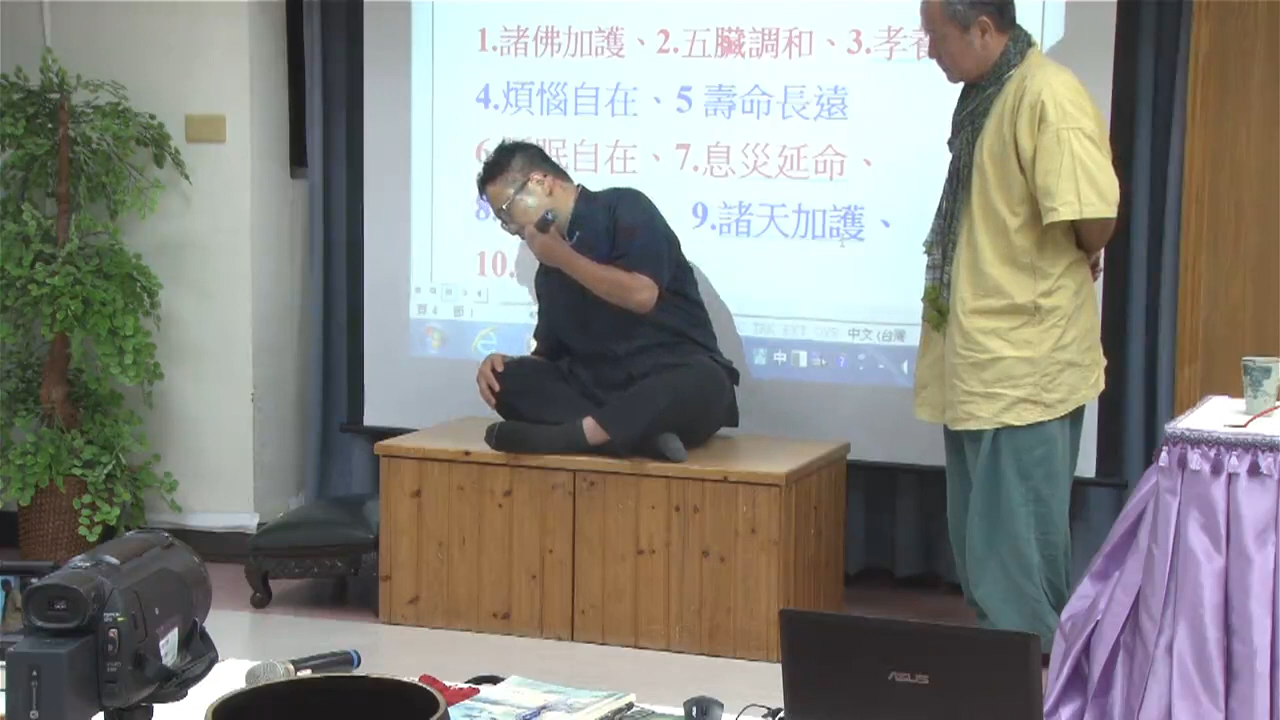 1.諸佛加護、2.五臟調和、3.孝養
4.煩惱自在、5 壽命長遠
眠自在、7.息災延命、
9.諸天加護、
10.
中文(台灣
中
ASUS